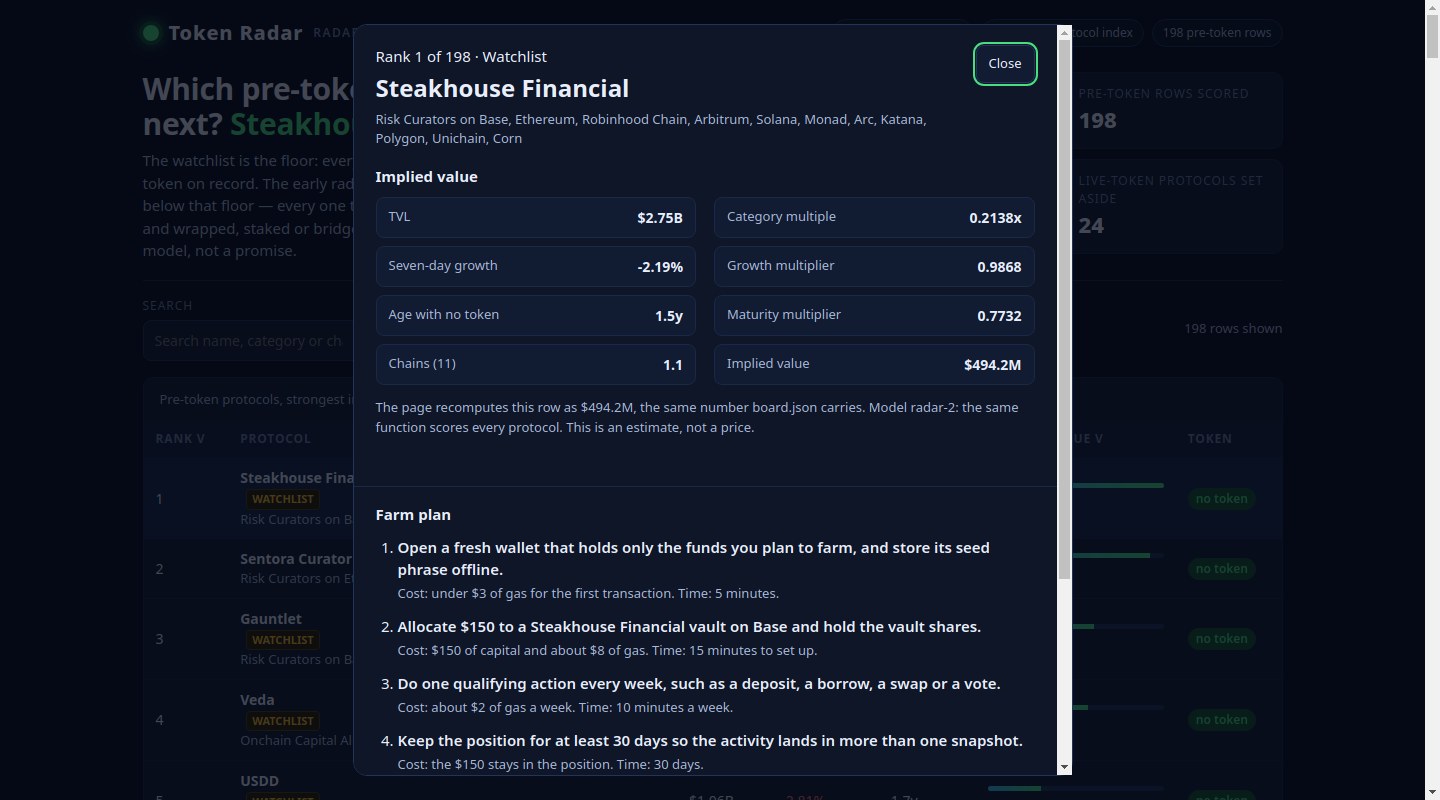 Token Radar
Rank 1 of 198 · Watchlist
Close
tocol index
198 pre-token rows
Steakhouse Financial
Risk Curators on Base, Ethereum, Robinhood Chain, Arbitrum, Solana, Monad, Arc, Katana,
Polygon, Unichain, Corn
Which pre-toke
next? Steakhou
The watchlist is the floor: ever
token on record. The early rad
below that floor — every one t
and wrapped, staked or bridge
model, not a promise.
PRE-TOKEN ROWS SCORED
198
LIVE-TOKEN PROTOCOLS SET
ASIDE
24
Implied value
TVL
$2.75B
Category multiple
0.2138x
Seven-day growth
-2.19%
Growth multiplier
0.9868
Age with no token
1.5y
Maturity multiplier
0.7732
Chains (11)
1.1
Implied value
$494.2M
The page recomputes this row as $494.2M, the same number board.json carries. Model radar-2: the same
function scores every protocol. This is an estimate, not a price.
SEARCH
Search name, category or ch
198 rows shown
Pre-token protocols, strongest i
RANK V
PROTOCOL
UE V
TOKEN
1
Steakhouse Fina
WATCHLIST
Risk Curators on B
no token
2
Sentora Curator
Risk Curators on Et
no token
3
Gauntlet
WATCHLIST
Risk Curators on B
no token
4
Veda
WATCHLIST
Onchain Capital Al
no token
5
USDD
WATCHLIST
$1.06B
1.7y
no token
Farm plan
1. Open a fresh wallet that holds only the funds you plan to farm, and store its seed
phrase offline.
Cost: under $3 of gas for the first transaction. Time: 5 minutes.
2. Allocate $150 to a Steakhouse Financial vault on Base and hold the vault shares.
Cost: $150 of capital and about $8 of gas. Time: 15 minutes to set up.
3. Do one qualifying action every week, such as a deposit, a borrow, a swap or a vote.
Cost: about $2 of gas a week. Time: 10 minutes a week.
4. Keep the position for at least 30 days so the activity lands in more than one snapshot.
Cost: the $150 stays in the position. Time: 30 days.